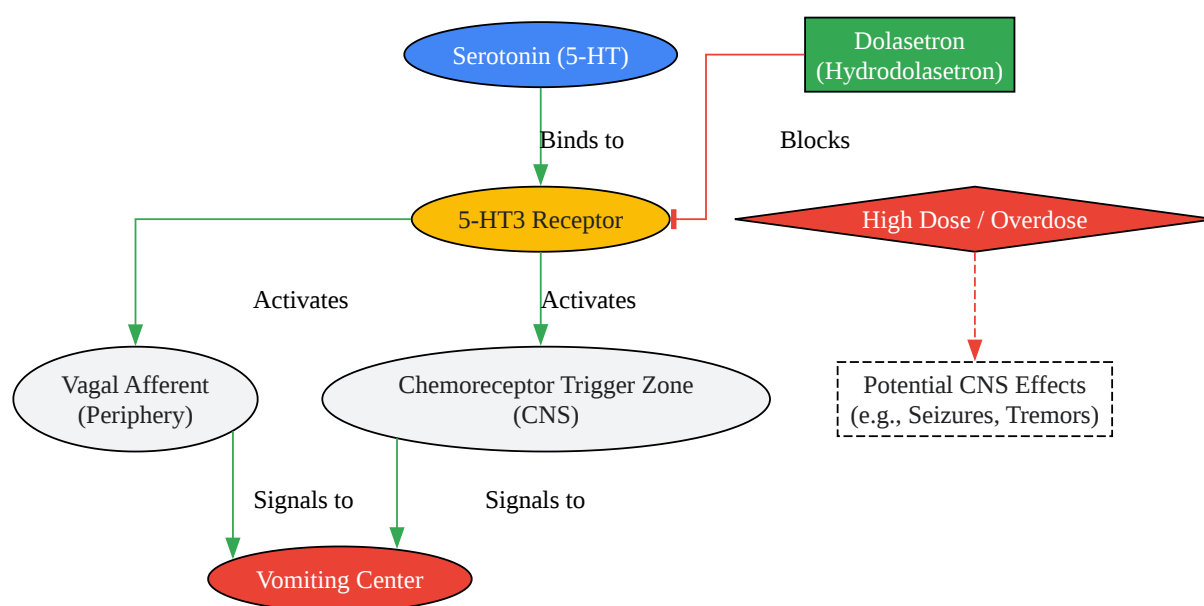 Serotonin (5-HT)
Dolasetron
(Hydrodolasetron)
Binds to
Blocks
5-HT3 Receptor
High Dose / Overdose
Activates
Activates
Vagal Afferent
(Periphery)
Chemoreceptor Trigger Zone
(CNS)
Potential CNS Effects
(e.g., Seizures, Tremors)
Signals to
Signals to
Vomiting Center